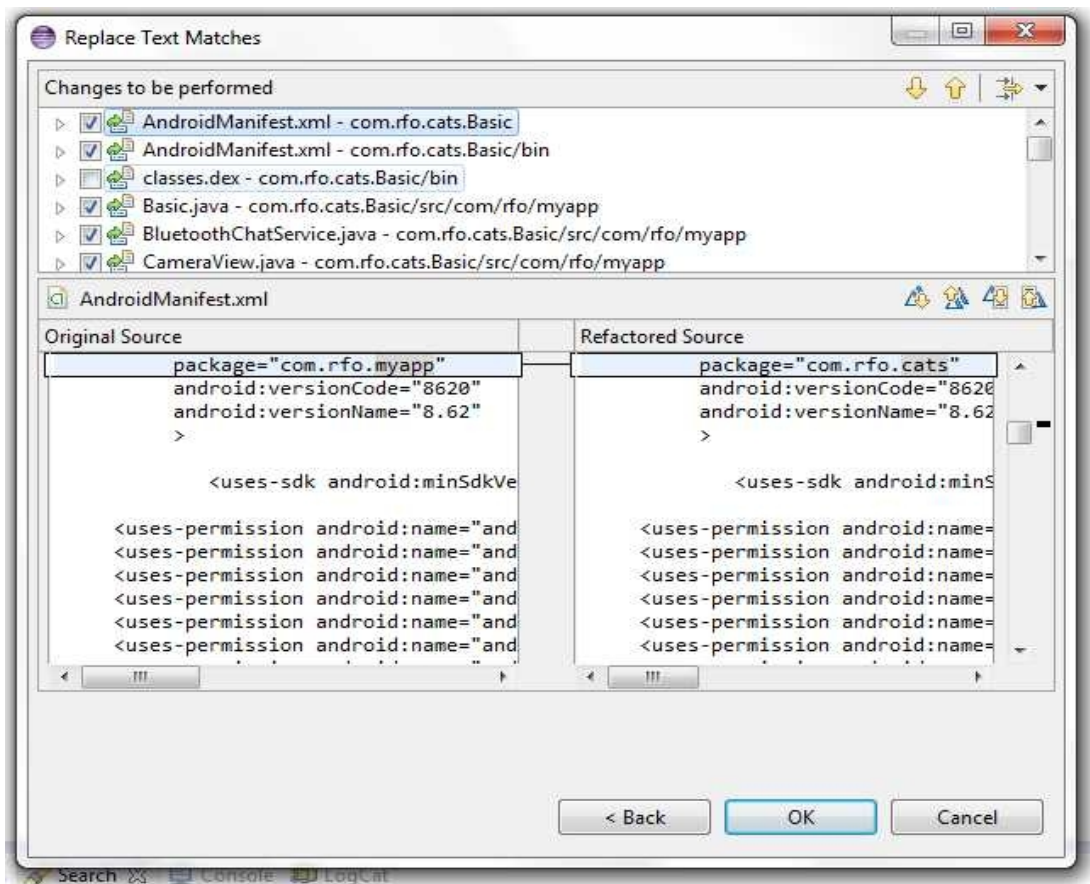 Replace Text Matches
Changes to be performed
AndroidManifest.xml - com.rfo.cats.Basic
AndroidManifest.xml - com.rfo.cats.Basic/bin
classes.dex - com.rfo.cats.Basic/bin
Basic.java - com.rfo.cats.Basic/src/com/rfo/myapp
BluetoothChatService.java - com.rfo.cats.Basic/src/com/rfo/myapp
CameraView.java - com.rfo.cats.Basic/src/com/rfo/myapp
AndroidManifest.xml
Original Source Refactored Source
package="com.rfo.myapp" package="com.rfo.cats"
android:versionCode="8620" android:versionCode="8620
android:versionName="8.62" android:versionName="8.62
> >
<uses-sdk android:minSdkVe <uses-sdk android:minS
<uses-permission android:name="and <uses-permission android:name=
<uses-permission android:name="and <uses-permission android:name=
<uses-permission android:name="and <uses-permission android:name=
<uses-permission android:name="and <uses-permission android:name=
<uses-permission android:name="and <uses-permission android:name=
<uses-permission android:name="and <uses-permission android:name=
< Back OK Cancel
Search Console LogCat